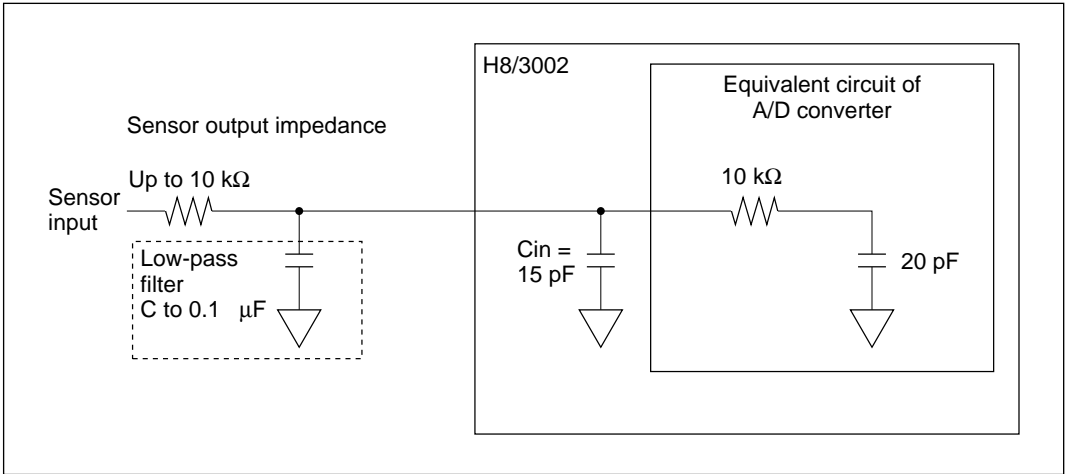 H8/3002
Equivalent circuit of
A/D converter
Sensor output impedance
Up to 10 kΩ
10 kΩ
Sensor
input
Low-pass
filter
C to 0.1 μF
Cin =
15 pF
20 pF